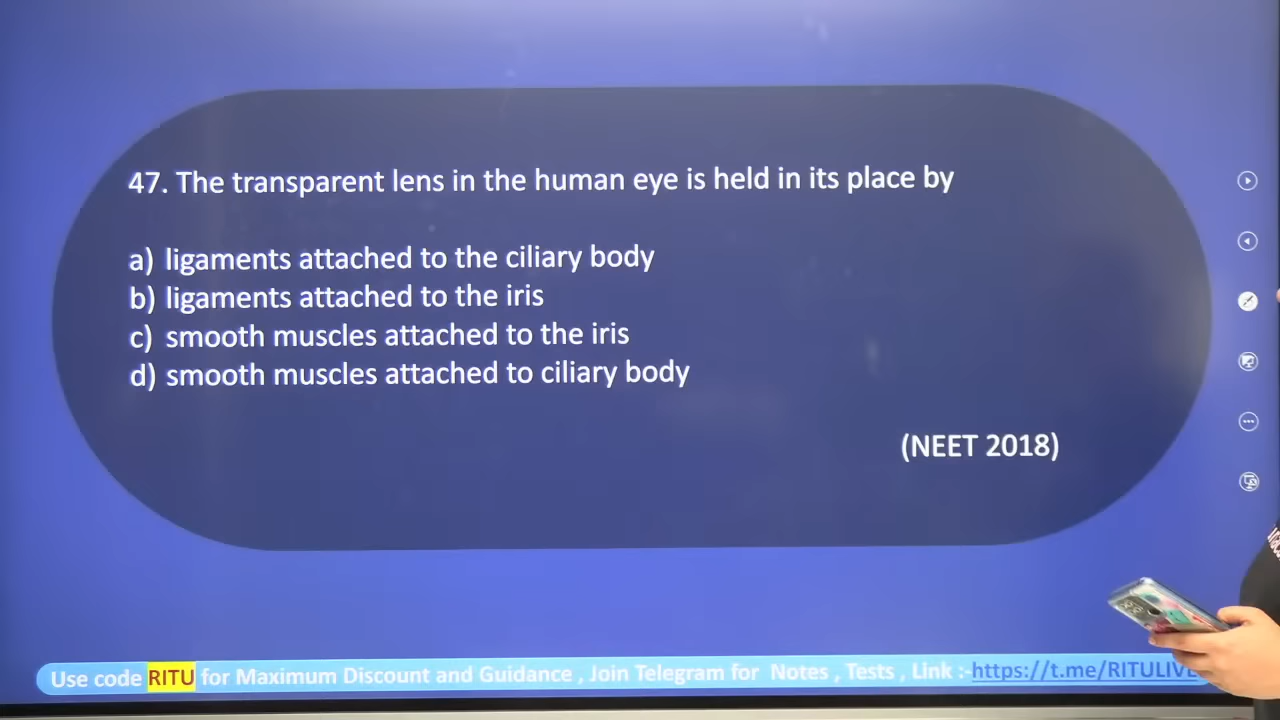 47. The transparent lens in the human eye is held in its place by
a) ligaments attached to the ciliary body
b) ligaments attached to the iris
c) smooth muscles attached to the iris
d) smooth muscles attached to ciliary body
(NEET 2018)
Use code RITU for Maximum Discount and Guidance , Join Telegram for Notes , Tests , Link :-https://t.me/RITULIVE